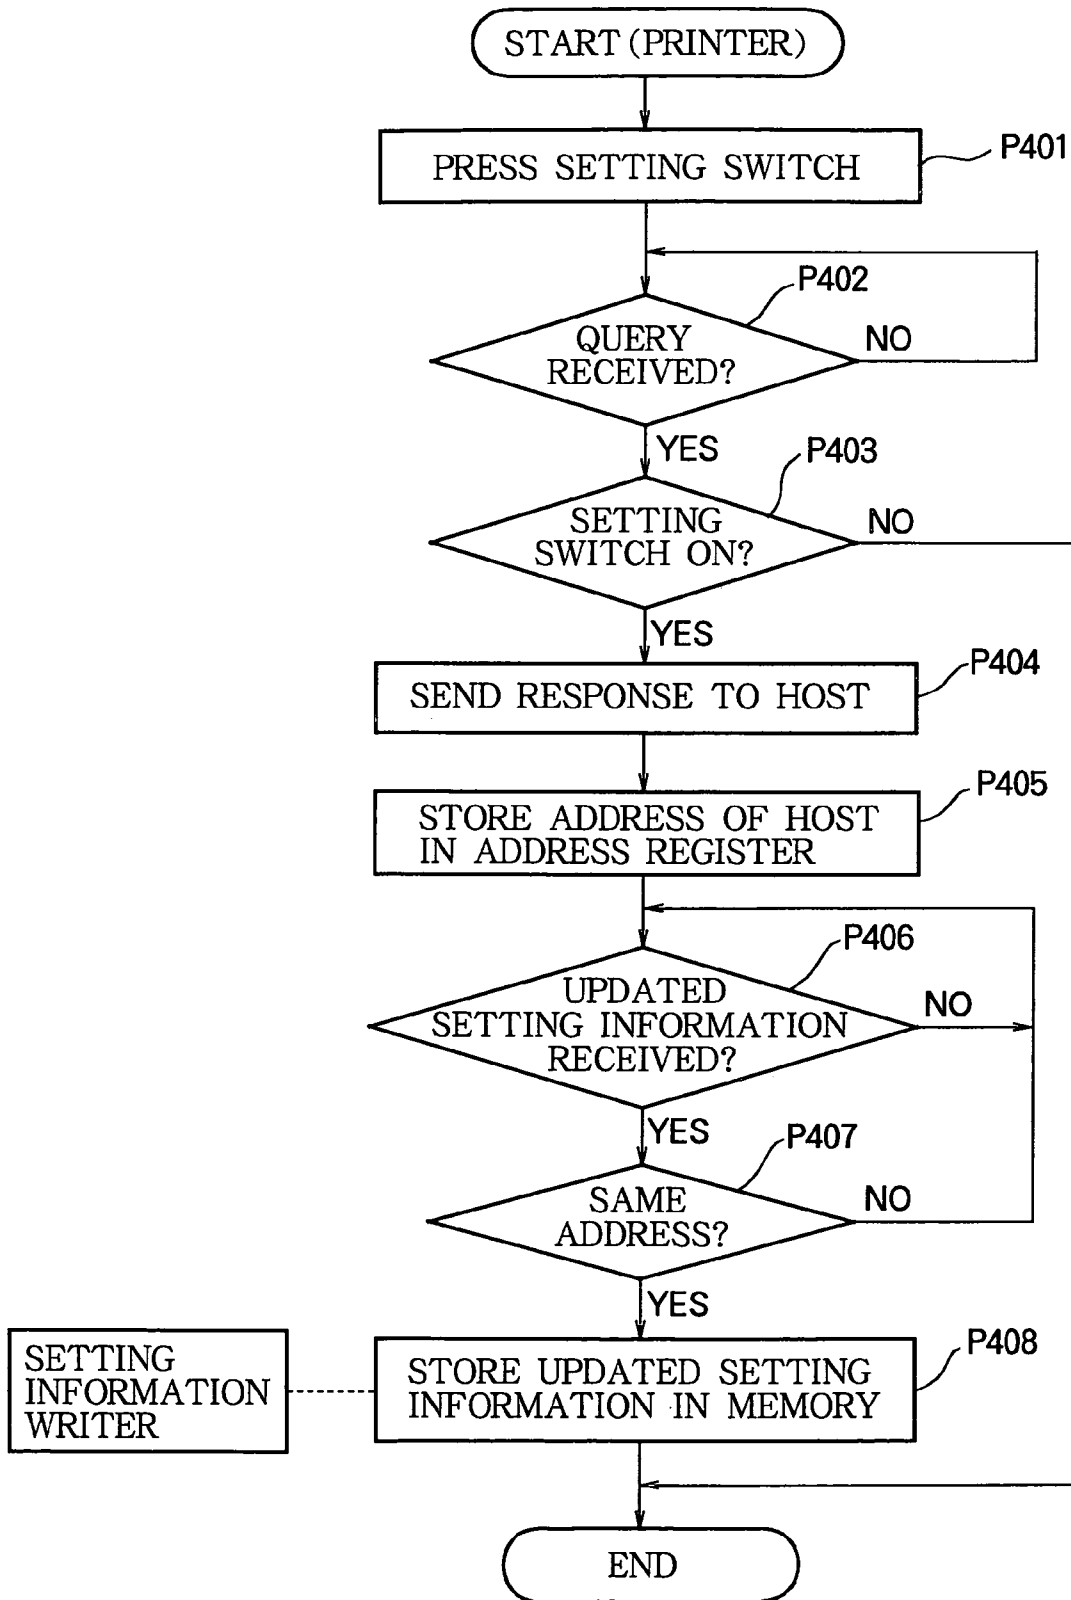 START (PRINTER)
PRESS SETTING SWITCH
P401
P402
QUERY
RECEIVED?
NO
YES
P403
SETTING
SWITCH ON?
NO
YES
P404
SEND RESPONSE TO HOST
P405
STORE ADDRESS OF HOST
IN ADDRESS REGISTER
P406
UPDATED
SETTING INFORMATION
RECEIVED?
NO
YES
P407
SAME
ADDRESS?
NO
YES
P408
SETTING
INFORMATION
WRITER
STORE UPDATED SETTING
INFORMATION IN MEMORY
END